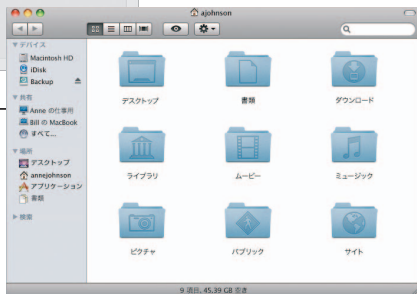 ajohnson
デバイス
Macintosh HD
iDisk
Backup
共有
Anne の仕事用
Bill の MacBook
すべて...
場所
デスクトップ
annejohnson
アプリケーション
書類
検索
デスクトップ
書類
ダウンロード
ライブラリ
ムービー
ミュージック
ピクチャ
パブリック
サイト
9 項目、45.39 GB 空き